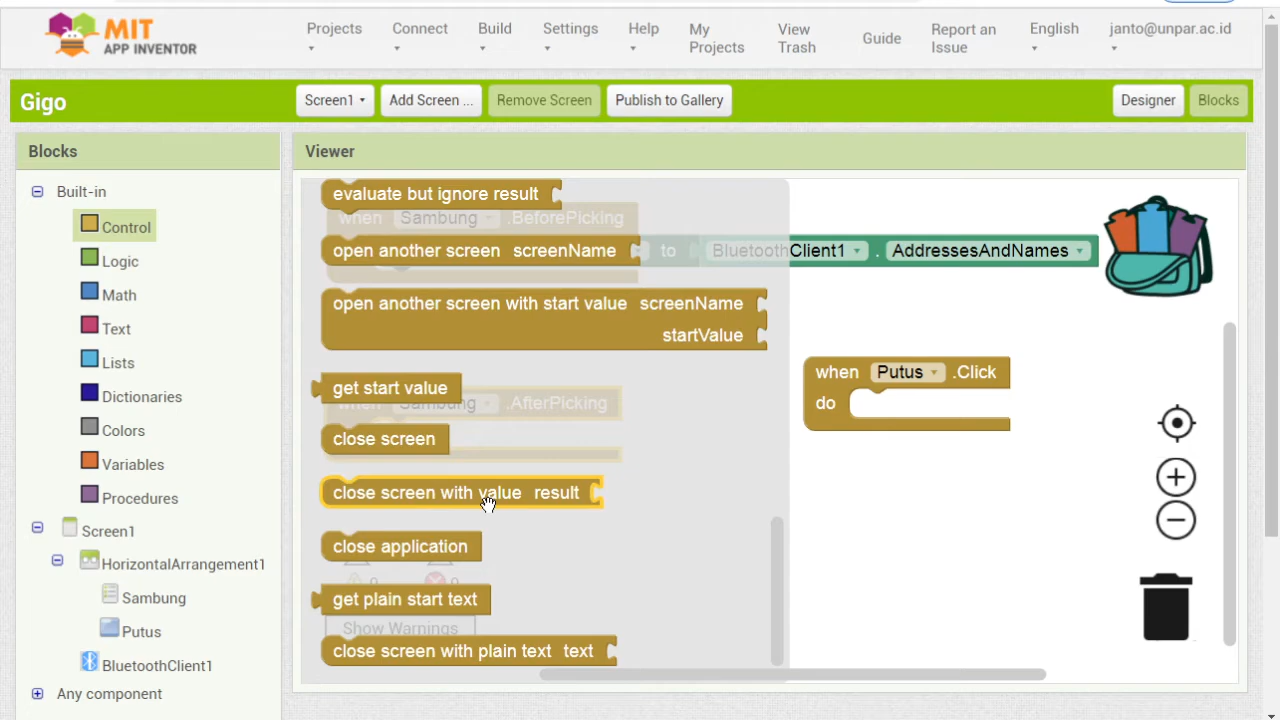 MIT
APP INVENTOR
Projects
Connect
Build
Settings
Help
My
Projects
View
Trash
Guide
Report an
Issue
English
janto@unpar.ac.id
Gigo
Screen1
Add Screen ...
Remove Screen
Publish to Gallery
Designer
Blocks
Blocks
Built-in
Control
Logic
Math
Text
Lists
Dictionaries
Colors
Variables
Procedures
Screen1
HorizontalArrangement1
Sambung
Putus
BluetoothClient1
Any component
Viewer
evaluate but ignore result
when Sambung .BeforePicking
open another screen screenName
to BluetoothClient1 . AddressesAndNames
open another screen with start value screenName
startValue
get start value
when Sambung .AfterPicking
close screen
close screen with value result
close application
0 0
get plain start text
Show Warnings
close screen with plain text text
when Putus .Click
do